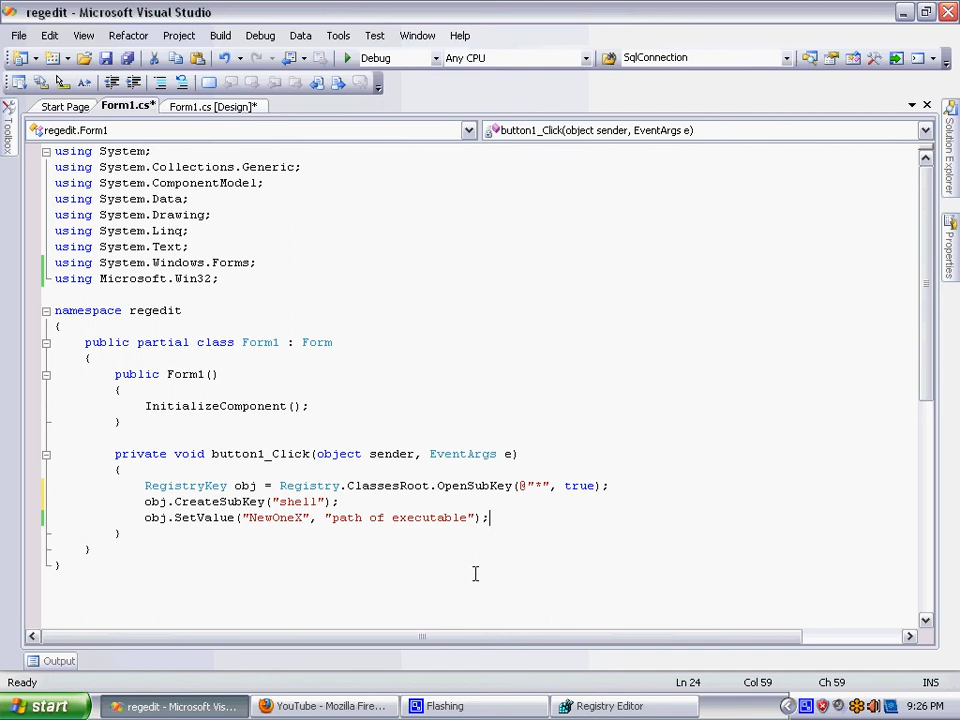 regedit - Microsoft Visual Studio
File Edit View Refactor Project Build Debug Data Tools Test Window Help
Debug Any CPU SqlConnection
Start Page Form1.cs* Form1.cs [Design]*
regedit.Form1 button1_Click(object sender, EventArgs e)
Toolbox
Solution Explorer
Properties
using System;
using System.Collections.Generic;
using System.ComponentModel;
using System.Data;
using System.Drawing;
using System.Linq;
using System.Text;
using System.Windows.Forms;
using Microsoft.Win32;
namespace regedit
{
public partial class Form1 : Form
{
public Form1()
{
InitializeComponent();
}
private void button1_Click(object sender, EventArgs e)
{
RegistryKey obj = Registry.ClassesRoot.OpenSubKey(@"*", true);
obj.CreateSubKey("shell");
obj.SetValue("NewOneX", "path of executable");
}
}
}
Output
Ready Ln 24 Col 59 Ch 59 INS
start regedit - Microsoft Vis... YouTube - Mozilla Fire... Flashing Registry Editor 9:26 PM